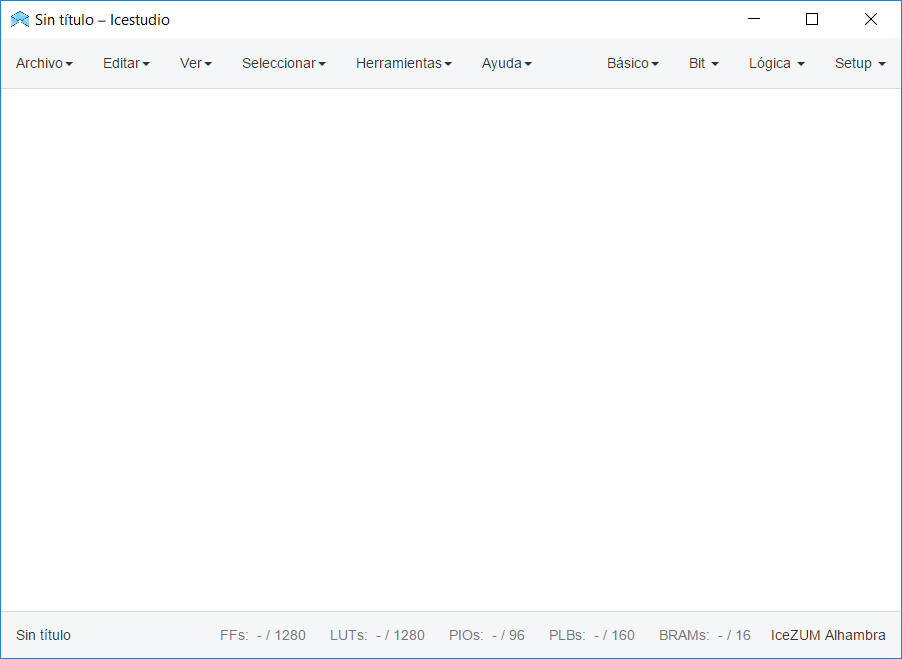 Sin título – Icestudio
Archivo Editar Ver Seleccionar Herramientas Ayuda Básico Bit Lógica Setup
Sin título FFs: - / 1280 LUTs: - / 1280 PIOs: - / 96 PLBs: - / 160 BRAMs: - / 16 IceZUM Alhambra